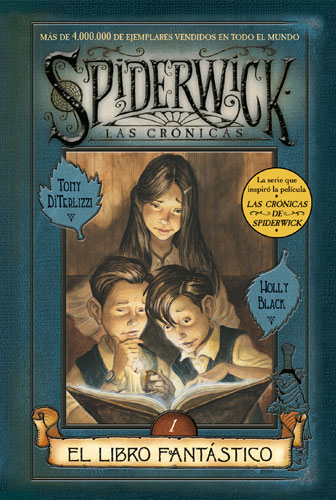 MÁS DE 4.000.000 DE EJEMPLARES VENDIDOS EN TODO EL MUNDO
SPIDERWICK
LAS CRÓNICAS
TONY
DITERLIZZI
La serie que
inspiró la película
LAS CRÓNICAS
DE
SPIDERWICK
HOLLY
BLACK
1
EL LIBRO FANTÁSTICO